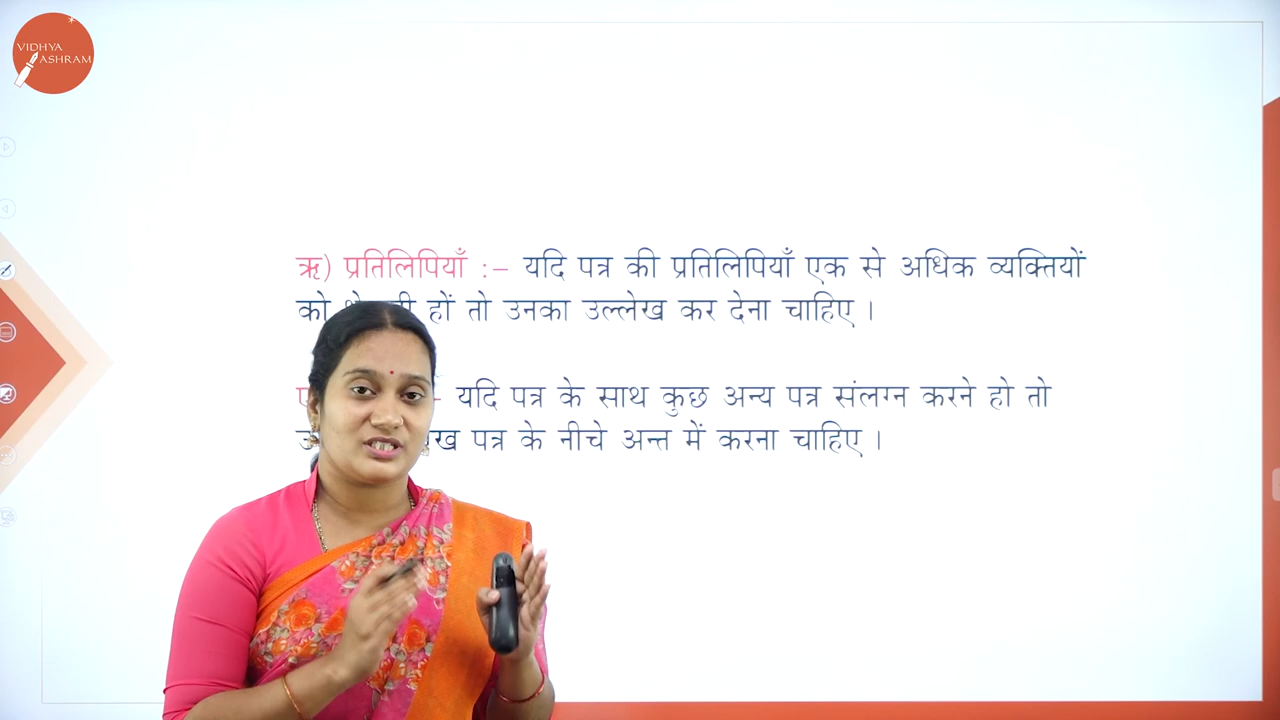 VIDHYA
ASHRAM
ऋ) प्रतिलिपियाँ :– यदि पत्र की प्रतिलिपियाँ एक से अधिक व्यक्तियों
को हों तो उनका उल्लेख कर देना चाहिए ।
यदि पत्र के साथ कुछ अन्य पत्र संलग्न करने हो तो
पत्र के नीचे अन्त में करना चाहिए ।